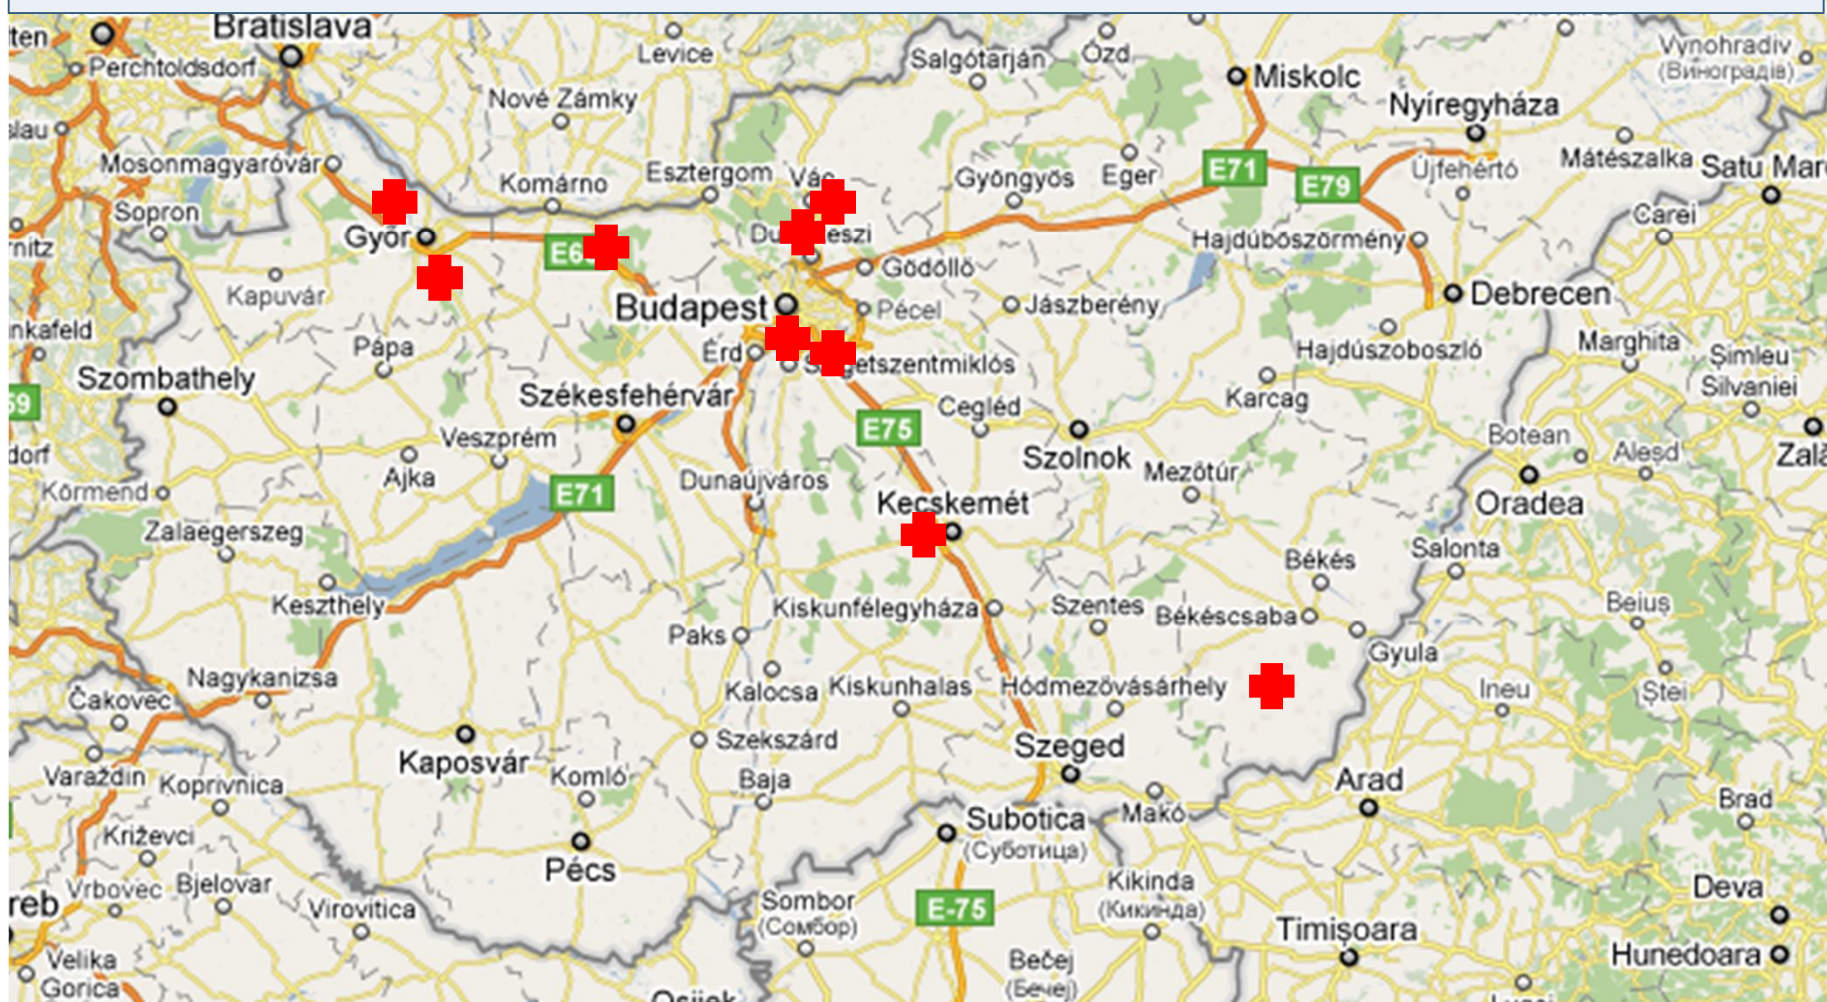 Bratislava
Levice
Salgótarján
Ózd
Vynohradiv
(Виноградів)
Perchtoldsdorf
Miskolc
Nové Zámky
Nyíregyháza
Mosonmagyaróvár
Esztergom
Komárno
Gyöngyös
Eger
E71
E79
Újfehértó
Mátészalka
Satu Mar
Sopron
Carei
Győr
Hajdúböszörmény
Gödöllő
Kapuvár
Budapest
Pécel
Jászberény
Debrecen
Pápa
Érd
Hajdúszoboszló
Marghita
Şimleu
Silvaniei
Szombathely
Székesfehérvár
Cegléd
Karcag
E75
Veszprém
Botean
Ajka
Szolnok
Mezőtúr
Alesd
Körmend
E71
Dunaújváros
Kecskemét
Oradea
Zalaegerszeg
Békés
Salonta
Keszthely
Kiskunfélegyháza
Szentes
Békéscsaba
Beiuş
Paks
Gyula
Nagykanizsa
Kalocsa
Kiskunhalas
Hódmezővásárhely
Ineu
Ştei
Čakovec
Szekszárd
Szeged
Kaposvár
Varaždin
Koprivnica
Komló
Baja
Arad
Makó
Brad
Subotica
(Суботица)
Križevci
Pécs
Vrbovec
Bjelovar
Virovitica
Sombor
(Сомбор)
E-75
Kikinda
(Кикинда)
Deva
Timişoara
Hunedoara
Velika
Gorica
Bečej
(Бечеј)